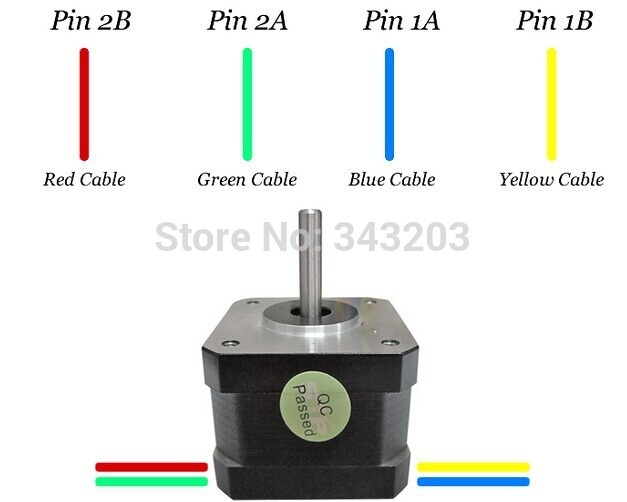 Pin 2B Pin 2A Pin 1A Pin 1B
Red Cable Green Cable Blue Cable Yellow Cable
Store No: 343203
QC
Passed